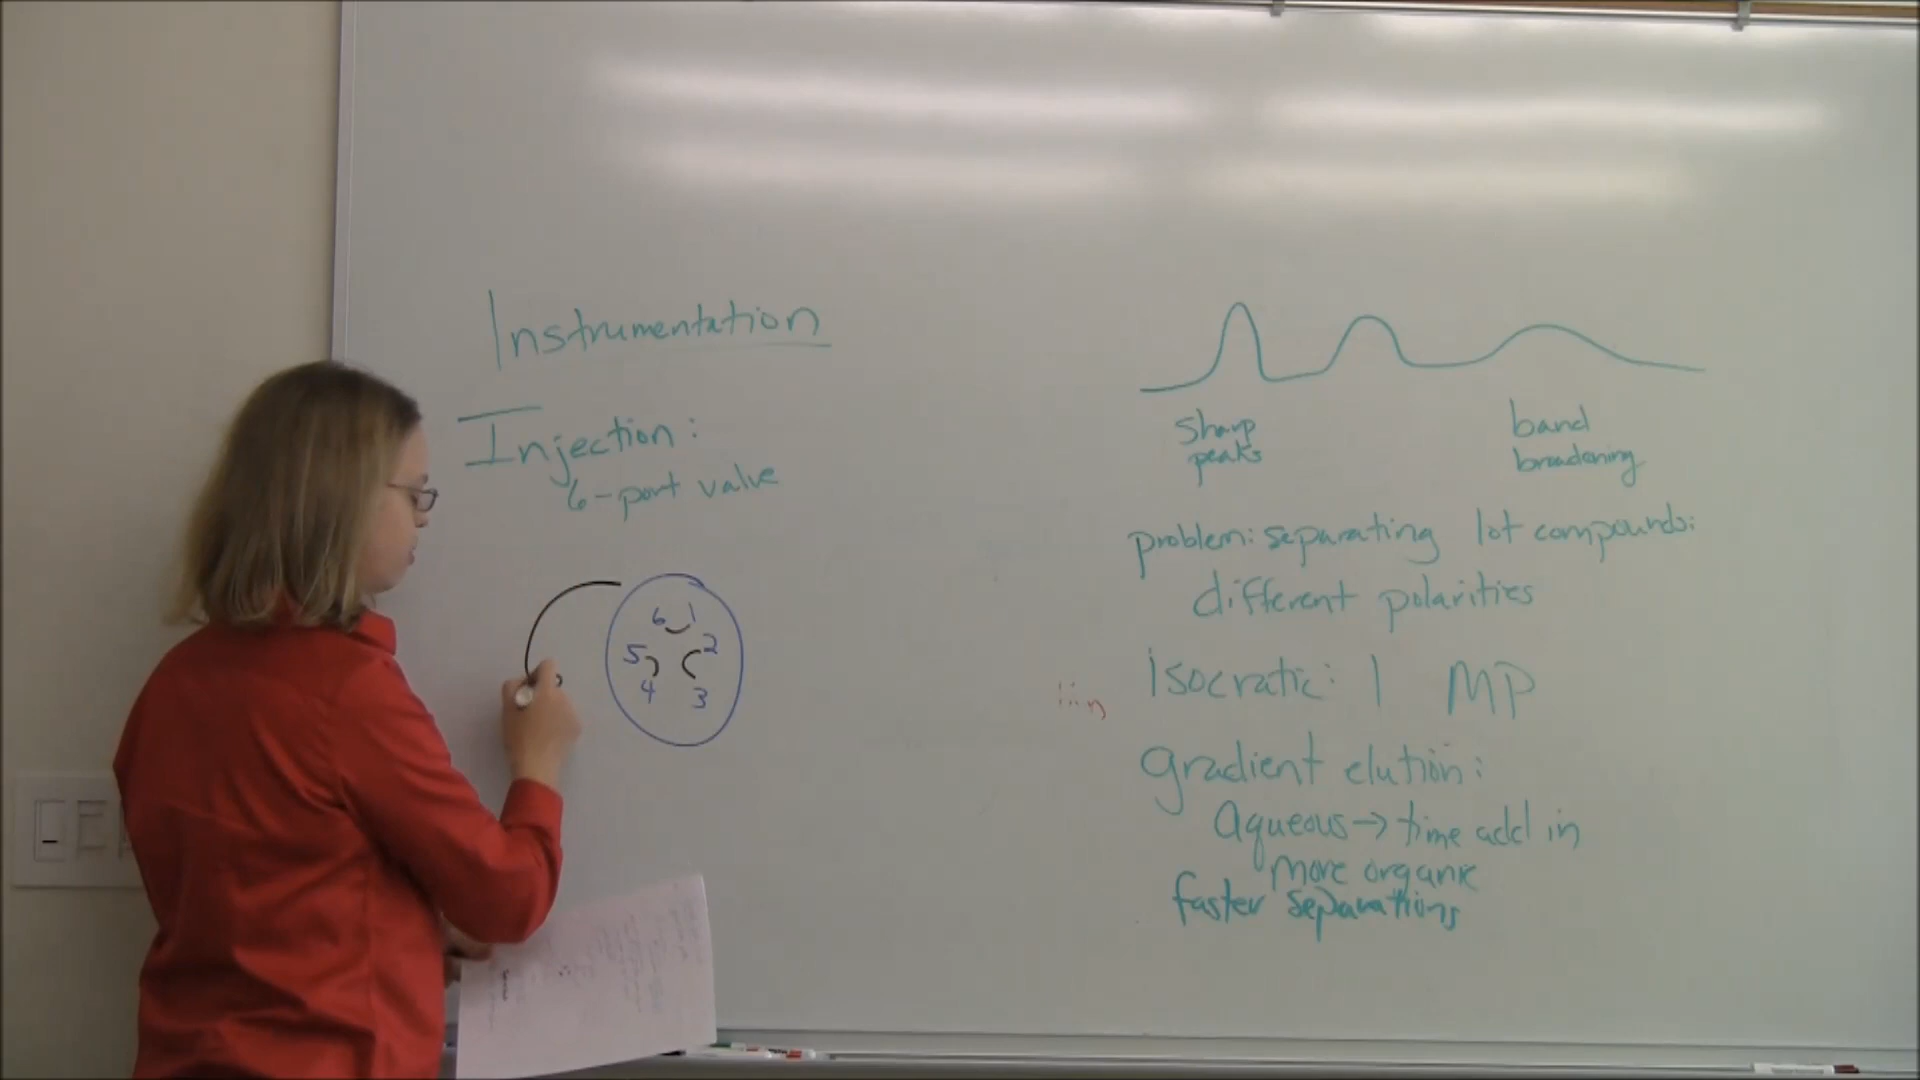 Instrumentation
Injection:
6-port valve
6 1
5 2
4 3
sharp
peaks
band
broadening
problem: separating lot compounds:
different polarities
isocratic: 1 MP
gradient elution:
Aqueous → time add in
more organic
faster separations